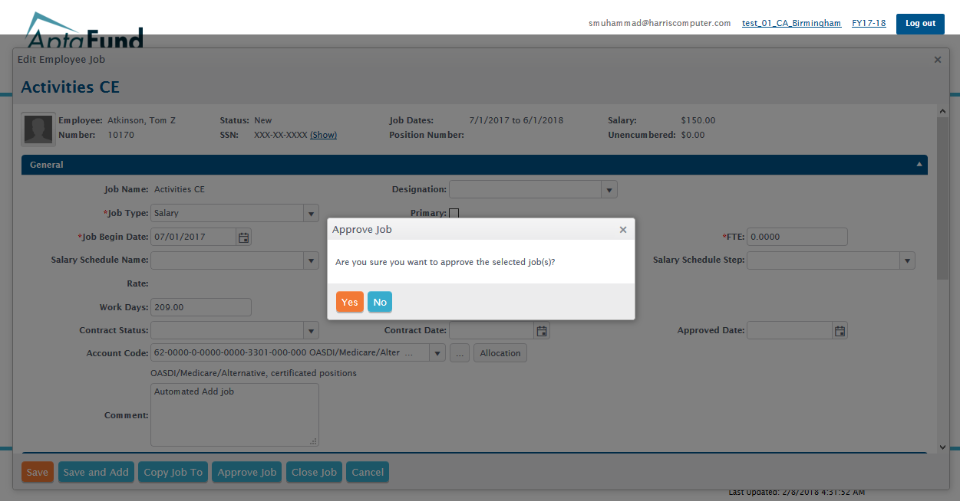 smuhammad@harriscomputer.com test_01_CA_Birmingham FY17-18 Log out
AptaFund
Edit Employee Job
Activities CE
Employee: Atkinson, Tom Z Status: New Job Dates: 7/1/2017 to 6/1/2018 Salary: $150.00
Number: 10170 SSN: XXX-XX-XXXX (Show) Position Number: Unencumbered: $0.00
General
Job Name: Activities CE Designation:
*Job Type: Salary Primary:
*Job Begin Date: 07/01/2017 *FTE: 0.0000
Salary Schedule Name: Salary Schedule Step:
Rate:
Work Days: 209.00
Contract Status: Contract Date: Approved Date:
Account Code: 62-0000-0-0000-0000-3301-000-000 OASDI/Medicare/Alter ... ... Allocation
OASDI/Medicare/Alternative, certificated positions
Comment: Automated Add job
Approve Job
Are you sure you want to approve the selected job(s)?
Yes No
Save Save and Add Copy Job To Approve Job Close Job Cancel
Last Updated: 2/8/2018 4:31:52 AM